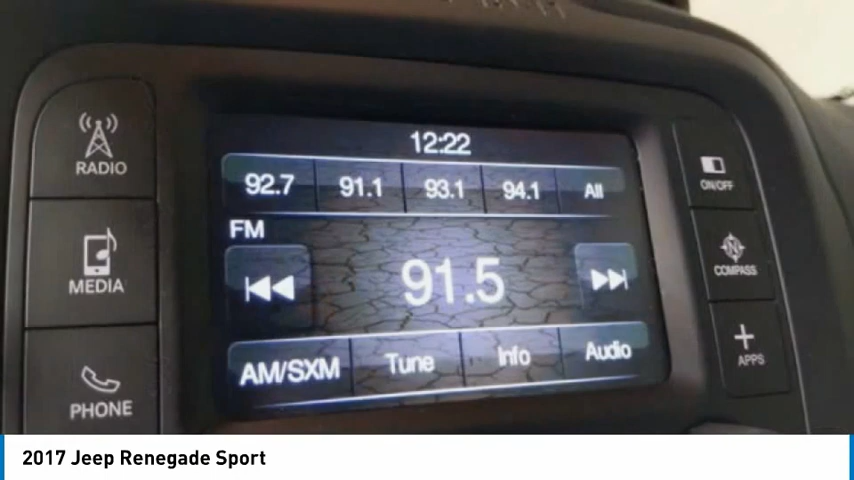 12:22
92.7 91.1 93.1 94.1 All
FM
91.5
AM/SXM Tune Info Audio
RADIO
MEDIA
PHONE
ON/OFF
N
COMPASS
APPS
2017 Jeep Renegade Sport